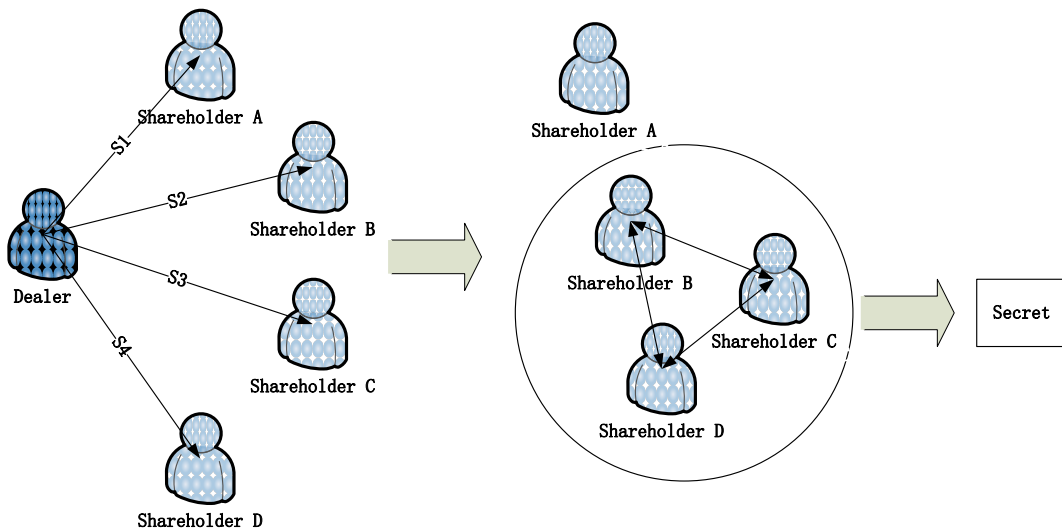 Shareholder A
S1
S2
Shareholder B
Dealer
S3
S4
Shareholder C
Shareholder D
Shareholder A
Shareholder B
Shareholder C
Shareholder D
Secret